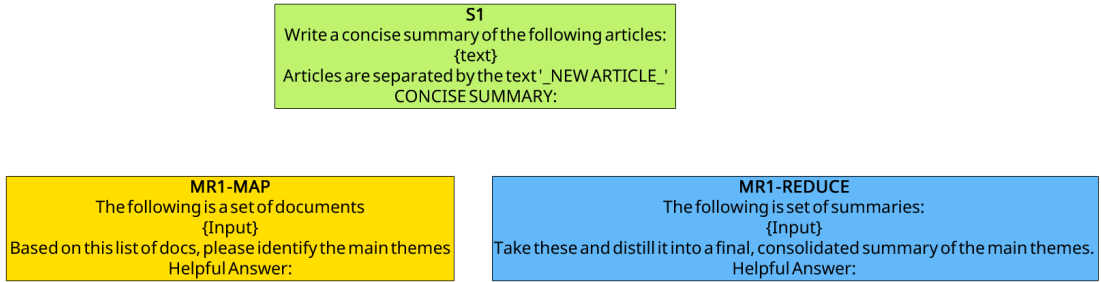 S1
Write a concise summary of the following articles:
{text}
Articles are separated by the text '_NEW ARTICLE_'
CONCISE SUMMARY:
MR1-MAP
The following is a set of documents
{Input}
Based on this list of docs, please identify the main themes
Helpful Answer:
MR1-REDUCE
The following is set of summaries:
{Input}
Take these and distill it into a final, consolidated summary of the main themes.
Helpful Answer: